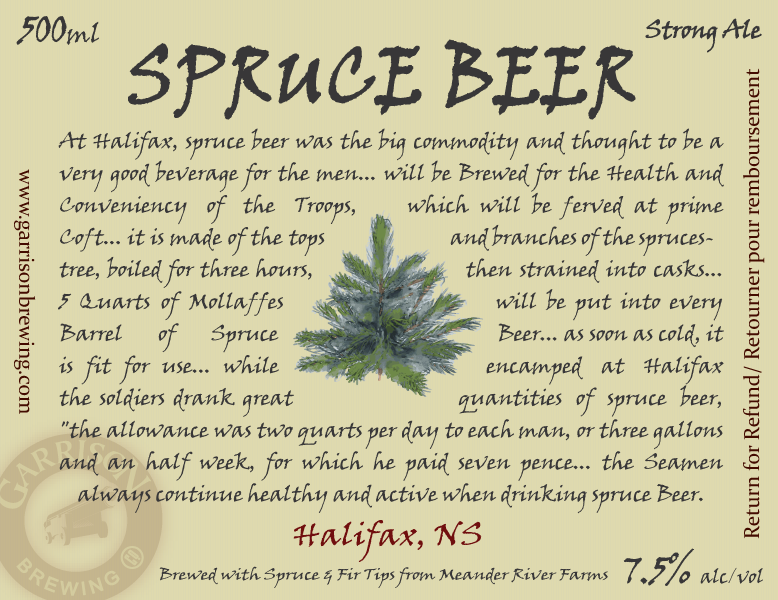 500ml
Strong Ale
SPRUCE BEER
At Halifax, spruce beer was the big commodity and thought to be a
very good beverage for the men... will be Brewed for the Health and
Conveniency of the Troops, which will be ferved at prime
Coft... it is made of the tops and branches of the spruces-
tree, boiled for three hours, then strained into casks...
5 Quarts of Mollaffes will be put into every
Barrel of Spruce Beer... as soon as cold, it
is fit for use... while encamped at Halifax
the soldiers drank great quantities of spruce beer,
"the allowance was two quarts per day to each man, or three gallons
and an half week, for which he paid seven pence... the Seamen
always continue healthy and active when drinking spruce Beer.
Halifax, NS
Brewed with Spruce & Fir Tips from Meander River Farms
7.5% alc/vol
www.garrisonbrewing.com
Return for Refund/ Retourner pour remboursement
GARRISON
BREWING